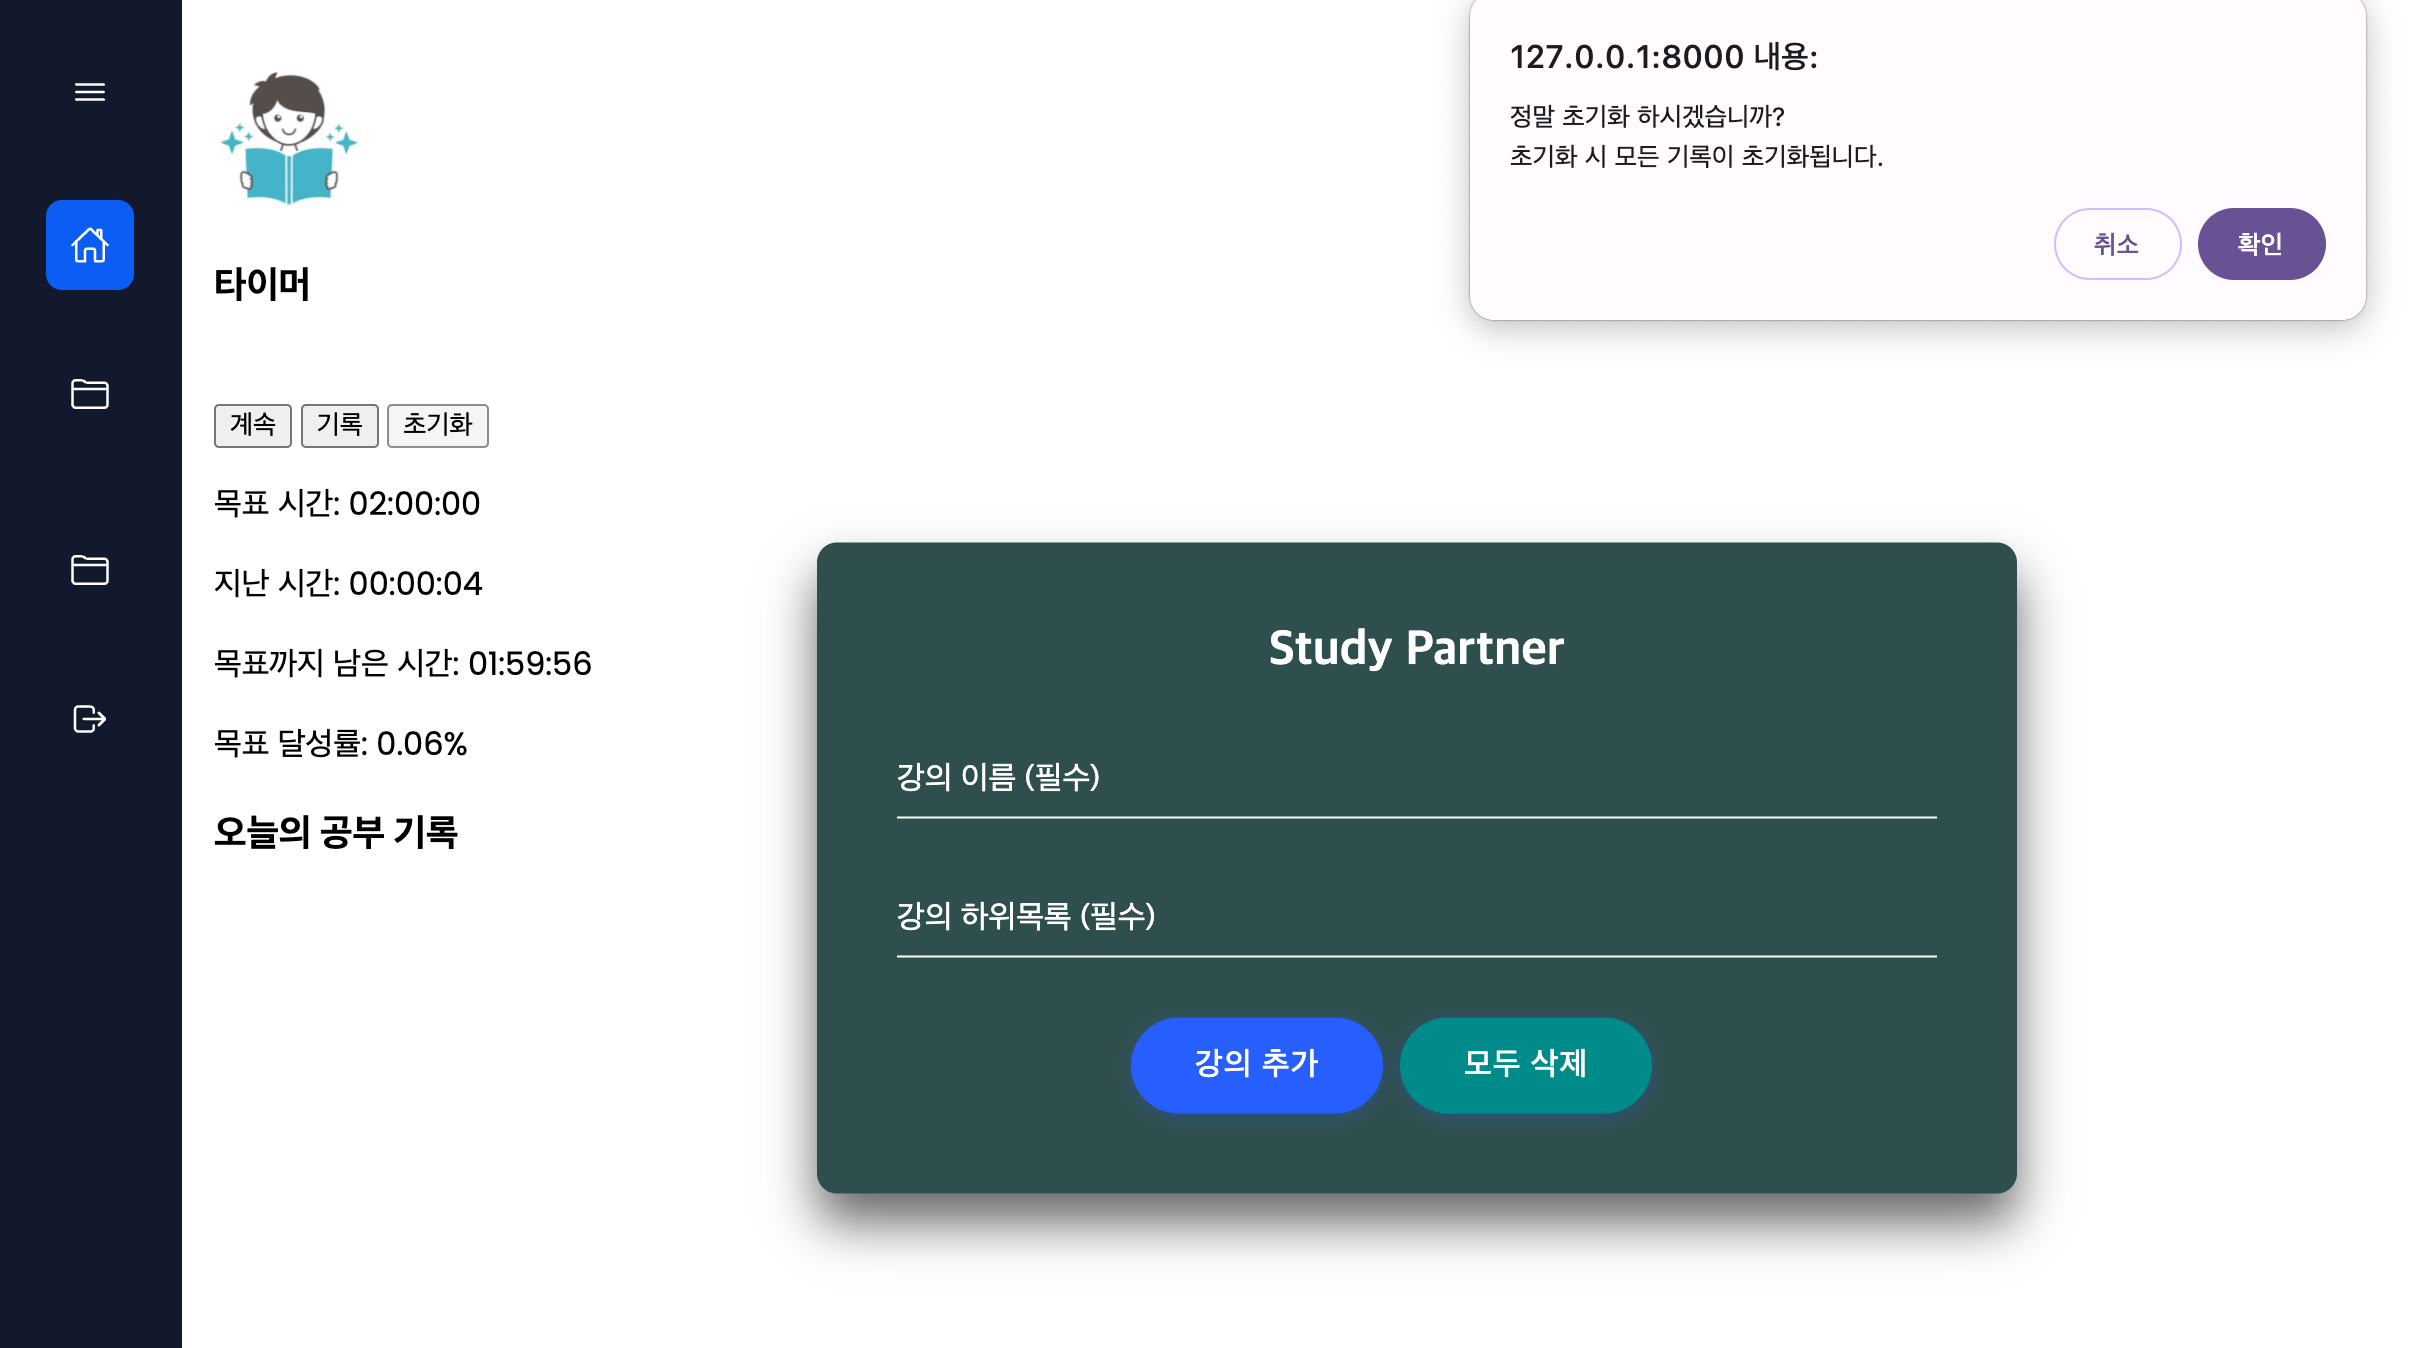 127.0.0.1:8000 내용:
정말 초기화 하시겠습니까?
초기화 시 모든 기록이 초기화됩니다.
취소 확인
타이머
계속 기록 초기화
목표 시간: 02:00:00
지난 시간: 00:00:04
목표까지 남은 시간: 01:59:56
목표 달성률: 0.06%
오늘의 공부 기록
Study Partner
강의 이름 (필수)
강의 하위목록 (필수)
강의 추가 모두 삭제